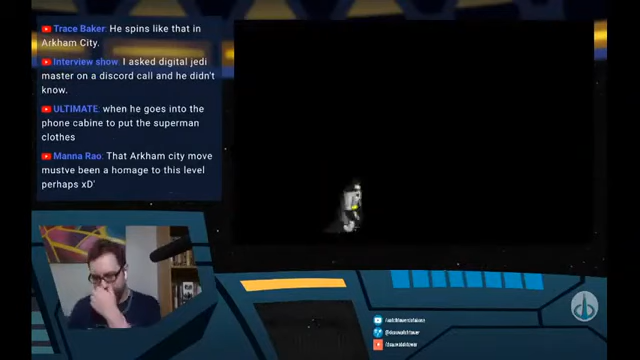 Trace Baker: He spins like that in
Arkham City.
Interview show: I asked digital jedi
master on a discord call and he didn't
know.
ULTIMATE: when he goes into the
phone cabine to put the superman
clothes
Manna Rao: That Arkham city move
mustve been a homage to this level
perhaps xD'